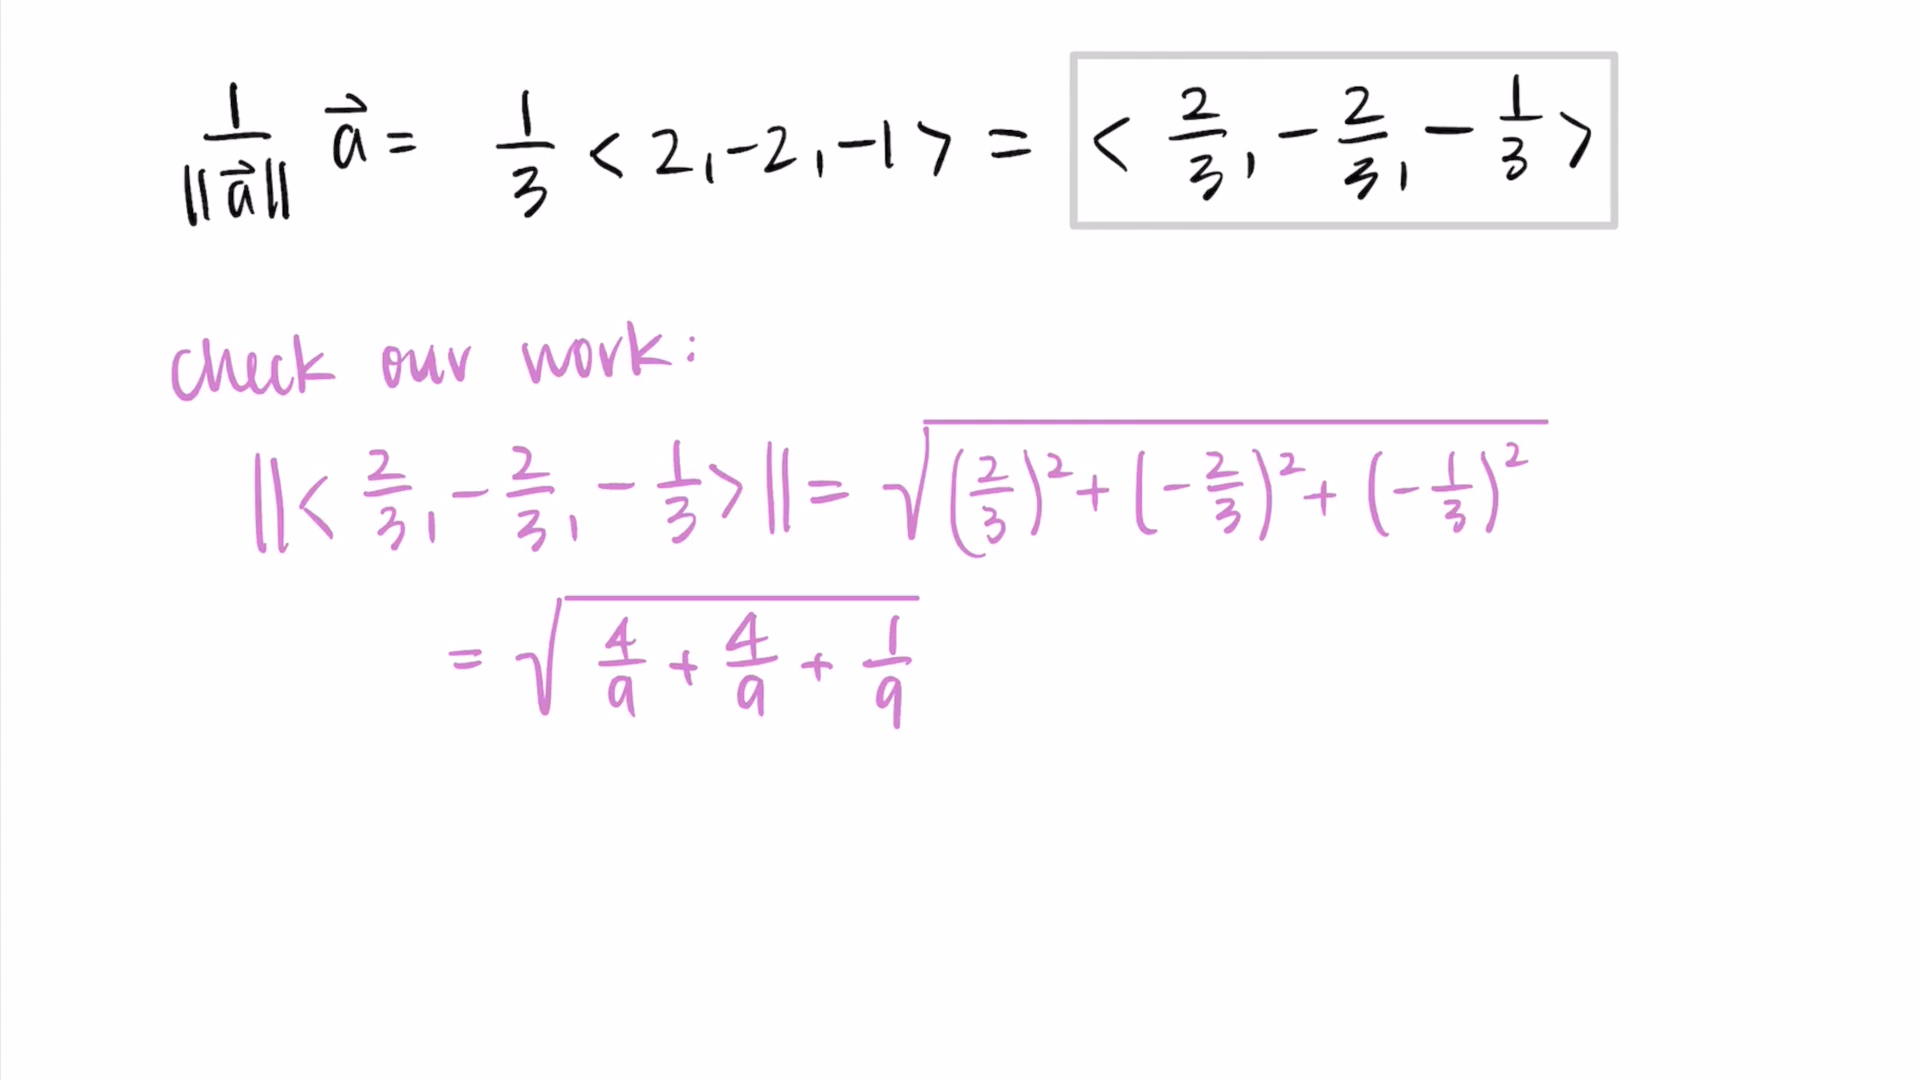 1/‖a⃗‖ a⃗ = 1/3 < 2, -2, -1 > = < 2/3, -2/3, -1/3 >
check our work:
‖< 2/3, -2/3, -1/3 >‖ = √((2/3)² + (-2/3)² + (-1/3)²)
= √(4/9 + 4/9 + 1/9)